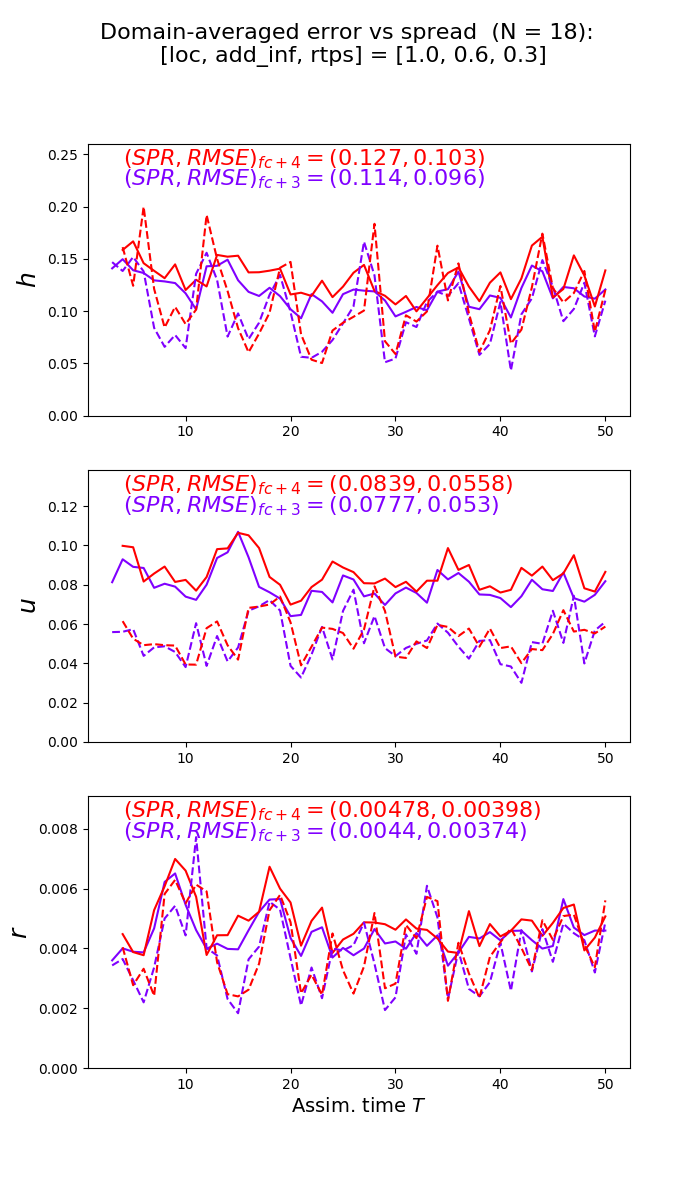 Domain-averaged error vs spread (N = 18):
[loc, add_inf, rtps] = [1.0, 0.6, 0.3]
0.25
0.20
0.15
0.10
0.05
0.00
h
(SPR, RMSE)fc+4 = (0.127, 0.103)
(SPR, RMSE)fc+3 = (0.114, 0.096)
10 20 30 40 50
0.12
0.10
0.08
0.06
0.04
0.02
0.00
u
(SPR, RMSE)fc+4 = (0.0839, 0.0558)
(SPR, RMSE)fc+3 = (0.0777, 0.053)
10 20 30 40 50
0.008
0.006
0.004
0.002
0.000
r
(SPR, RMSE)fc+4 = (0.00478, 0.00398)
(SPR, RMSE)fc+3 = (0.0044, 0.00374)
10 20 30 40 50
Assim. time T